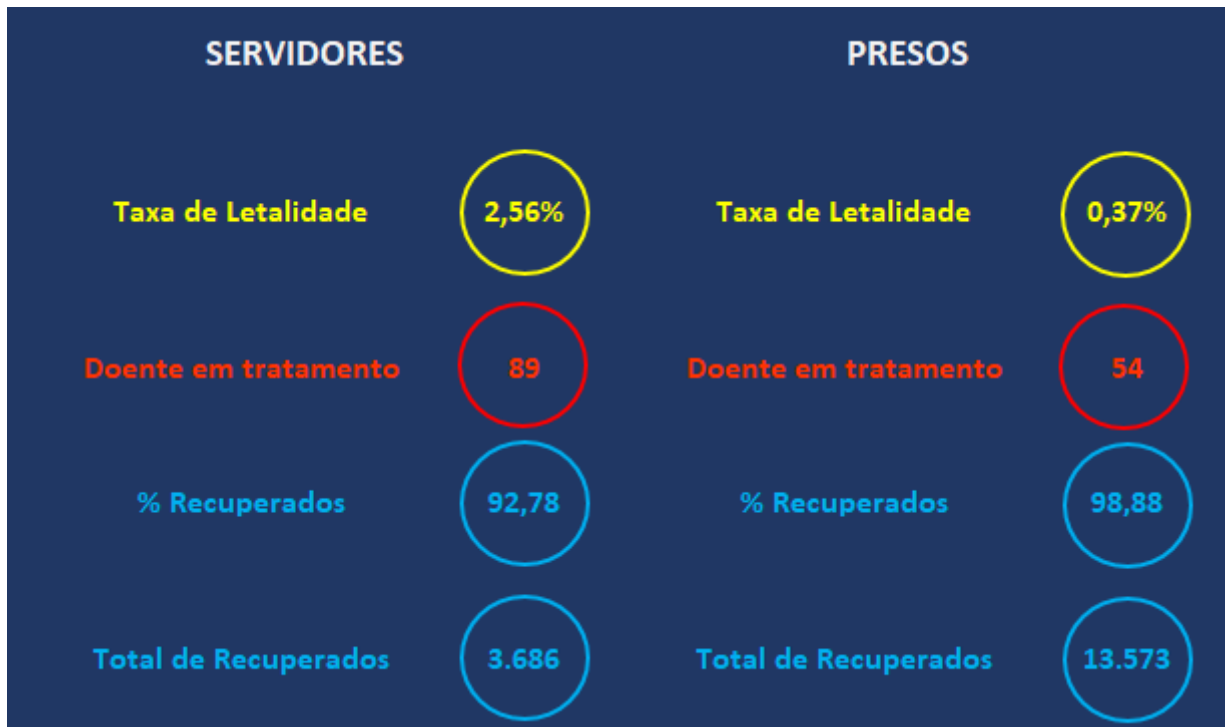 SERVIDORES
PRESOS
Taxa de Letalidade
2,56%
Taxa de Letalidade
0,37%
Doente em tratamento
89
Doente em tratamento
54
% Recuperados
92,78
% Recuperados
98,88
Total de Recuperados
3.686
Total de Recuperados
13.573